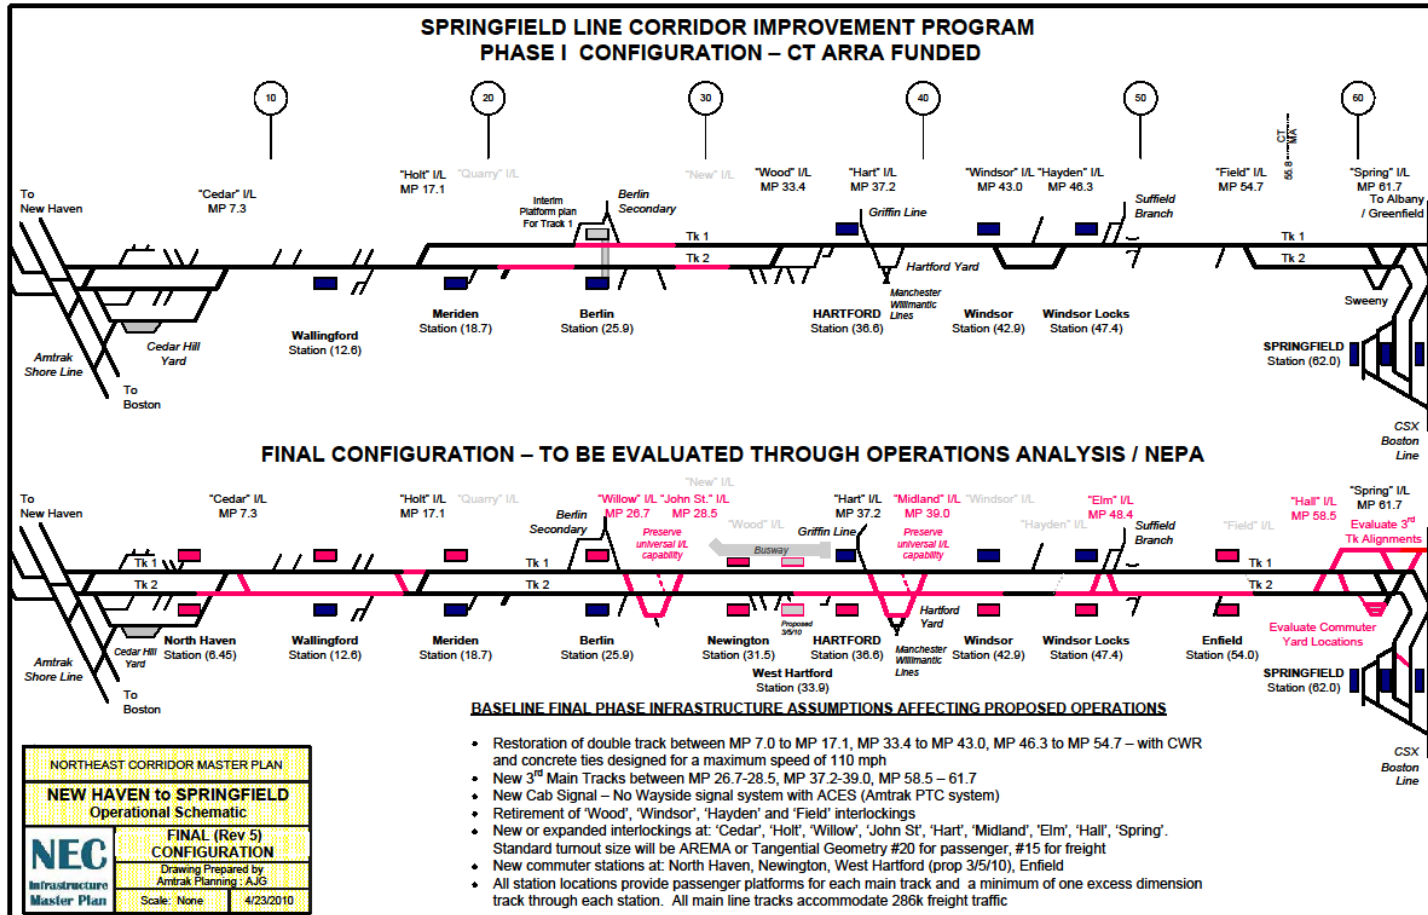 SPRINGFIELD LINE CORRIDOR IMPROVEMENT PROGRAM
PHASE I CONFIGURATION – CT ARRA FUNDED
10
20
30
40
50
60
CT
MA
55.8
To
New Haven
"Cedar" I/L
MP 7.3
"Holt" I/L
MP 17.1
"Quarry" I/L
Interim
Platform plan
For Track 1
Berlin
Secondary
"New" I/L
"Wood" I/L
MP 33.4
"Hart" I/L
MP 37.2
Griffin Line
"Windsor" I/L
MP 43.0
"Hayden" I/L
MP 46.3
Suffield
Branch
"Field" I/L
MP 54.7
"Spring" I/L
MP 61.7
To Albany
/ Greenfield
Tk 1
Tk 2
Tk 1
Tk 2
Hartford Yard
Manchester
Willimantic
Lines
Sweeny
Amtrak
Shore Line
Cedar Hill
Yard
To
Boston
Wallingford
Station (12.6)
Meriden
Station (18.7)
Berlin
Station (25.9)
HARTFORD
Station (36.6)
Windsor
Station (42.9)
Windsor Locks
Station (47.4)
SPRINGFIELD
Station (62.0)
CSX
Boston
Line
FINAL CONFIGURATION – TO BE EVALUATED THROUGH OPERATIONS ANALYSIS / NEPA
To
New Haven
"Cedar" I/L
MP 7.3
"Holt" I/L
MP 17.1
"Quarry" I/L
Berlin
Secondary
"Willow" I/L
MP 26.7
"John St." I/L
MP 28.5
"New" I/L
Preserve
universal I/L
capability
"Wood" I/L
Busway
"Hart" I/L
MP 37.2
Griffin Line
"Midland" I/L
MP 39.0
Preserve
universal I/L
capability
"Windsor" I/L
"Hayden" I/L
"Elm" I/L
MP 48.4
Suffield
Branch
"Field" I/L
"Hall" I/L
MP 58.5
"Spring" I/L
MP 61.7
Evaluate 3rd
Tk Alignments
Tk 1
Tk 2
Tk 1
Tk 2
Tk 1
Tk 2
Proposed
3/5/10
Hartford
Yard
Manchester
Willimantic
Lines
Evaluate Commuter
Yard Locations
Amtrak
Shore Line
Cedar Hill
Yard
To
Boston
North Haven
Station (6.45)
Wallingford
Station (12.6)
Meriden
Station (18.7)
Berlin
Station (25.9)
Newington
Station (31.5)
West Hartford
Station (33.9)
HARTFORD
Station (36.6)
Windsor
Station (42.9)
Windsor Locks
Station (47.4)
Enfield
Station (54.0)
SPRINGFIELD
Station (62.0)
CSX
Boston
Line
BASELINE FINAL PHASE INFRASTRUCTURE ASSUMPTIONS AFFECTING PROPOSED OPERATIONS
• Restoration of double track between MP 7.0 to MP 17.1, MP 33.4 to MP 43.0, MP 46.3 to MP 54.7 – with CWR
and concrete ties designed for a maximum speed of 110 mph
• New 3rd Main Tracks between MP 26.7-28.5, MP 37.2-39.0, MP 58.5 – 61.7
• New Cab Signal – No Wayside signal system with ACES (Amtrak PTC system)
• Retirement of 'Wood', 'Windsor', 'Hayden' and 'Field' interlockings
• New or expanded interlockings at: 'Cedar', 'Holt', 'Willow', 'John St', 'Hart', 'Midland', 'Elm', 'Hall', 'Spring'.
Standard turnout size will be AREMA or Tangential Geometry #20 for passenger, #15 for freight
• New commuter stations at: North Haven, Newington, West Hartford (prop 3/5/10), Enfield
• All station locations provide passenger platforms for each main track and a minimum of one excess dimension
track through each station. All main line tracks accommodate 286k freight traffic
NORTHEAST CORRIDOR MASTER PLAN
NEW HAVEN to SPRINGFIELD
Operational Schematic
NEC
Infrastructure
Master Plan
FINAL (Rev 5)
CONFIGURATION
Drawing Prepared by
Amtrak Planning : AJG
Scale: None
4/23/2010